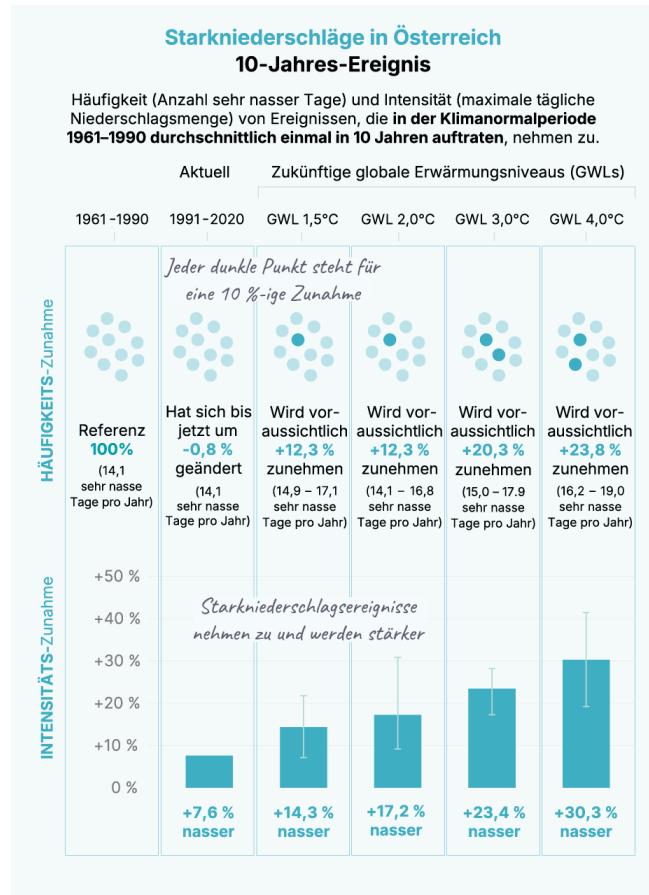 Starkniederschläge in Österreich
10-Jahres-Ereignis
Häufigkeit (Anzahl sehr nasser Tage) und Intensität (maximale tägliche
Niederschlagsmenge) von Ereignissen, die in der Klimanormalperiode
1961–1990 durchschnittlich einmal in 10 Jahren auftraten, nehmen zu.
Aktuell
Zukünftige globale Erwärmungsniveaus (GWLs)
1961-1990
1991-2020
GWL 1,5°C
GWL 2,0°C
GWL 3,0°C
GWL 4,0°C
Jeder dunkle Punkt steht für
eine 10 %-ige Zunahme
HÄUFIGKEITS-Zunahme
Referenz
100%
(14,1
sehr nasse
Tage pro Jahr)
Hat sich bis
jetzt um
-0,8 %
geändert
(14,1
sehr nasse
Tage pro Jahr)
Wird vor-
aussichtlich
+12,3 %
zunehmen
(14,9 – 17,1
sehr nasse
Tage pro Jahr)
Wird vor-
aussichtlich
+12,3 %
zunehmen
(14,1 – 16,8
sehr nasse
Tage pro Jahr)
Wird vor-
aussichtlich
+20,3 %
zunehmen
(15,0 – 17.9
sehr nasse
Tage pro Jahr)
Wird vor-
aussichtlich
+23,8 %
zunehmen
(16,2 – 19,0
sehr nasse
Tage pro Jahr)
INTENSITÄTS-Zunahme
+50 %
+40 %
+30 %
+20 %
+10 %
0 %
Starkniederschlagsereignisse
nehmen zu und werden stärker
+7,6 %
nasser
+14,3 %
nasser
+17,2 %
nasser
+23,4 %
nasser
+30,3 %
nasser